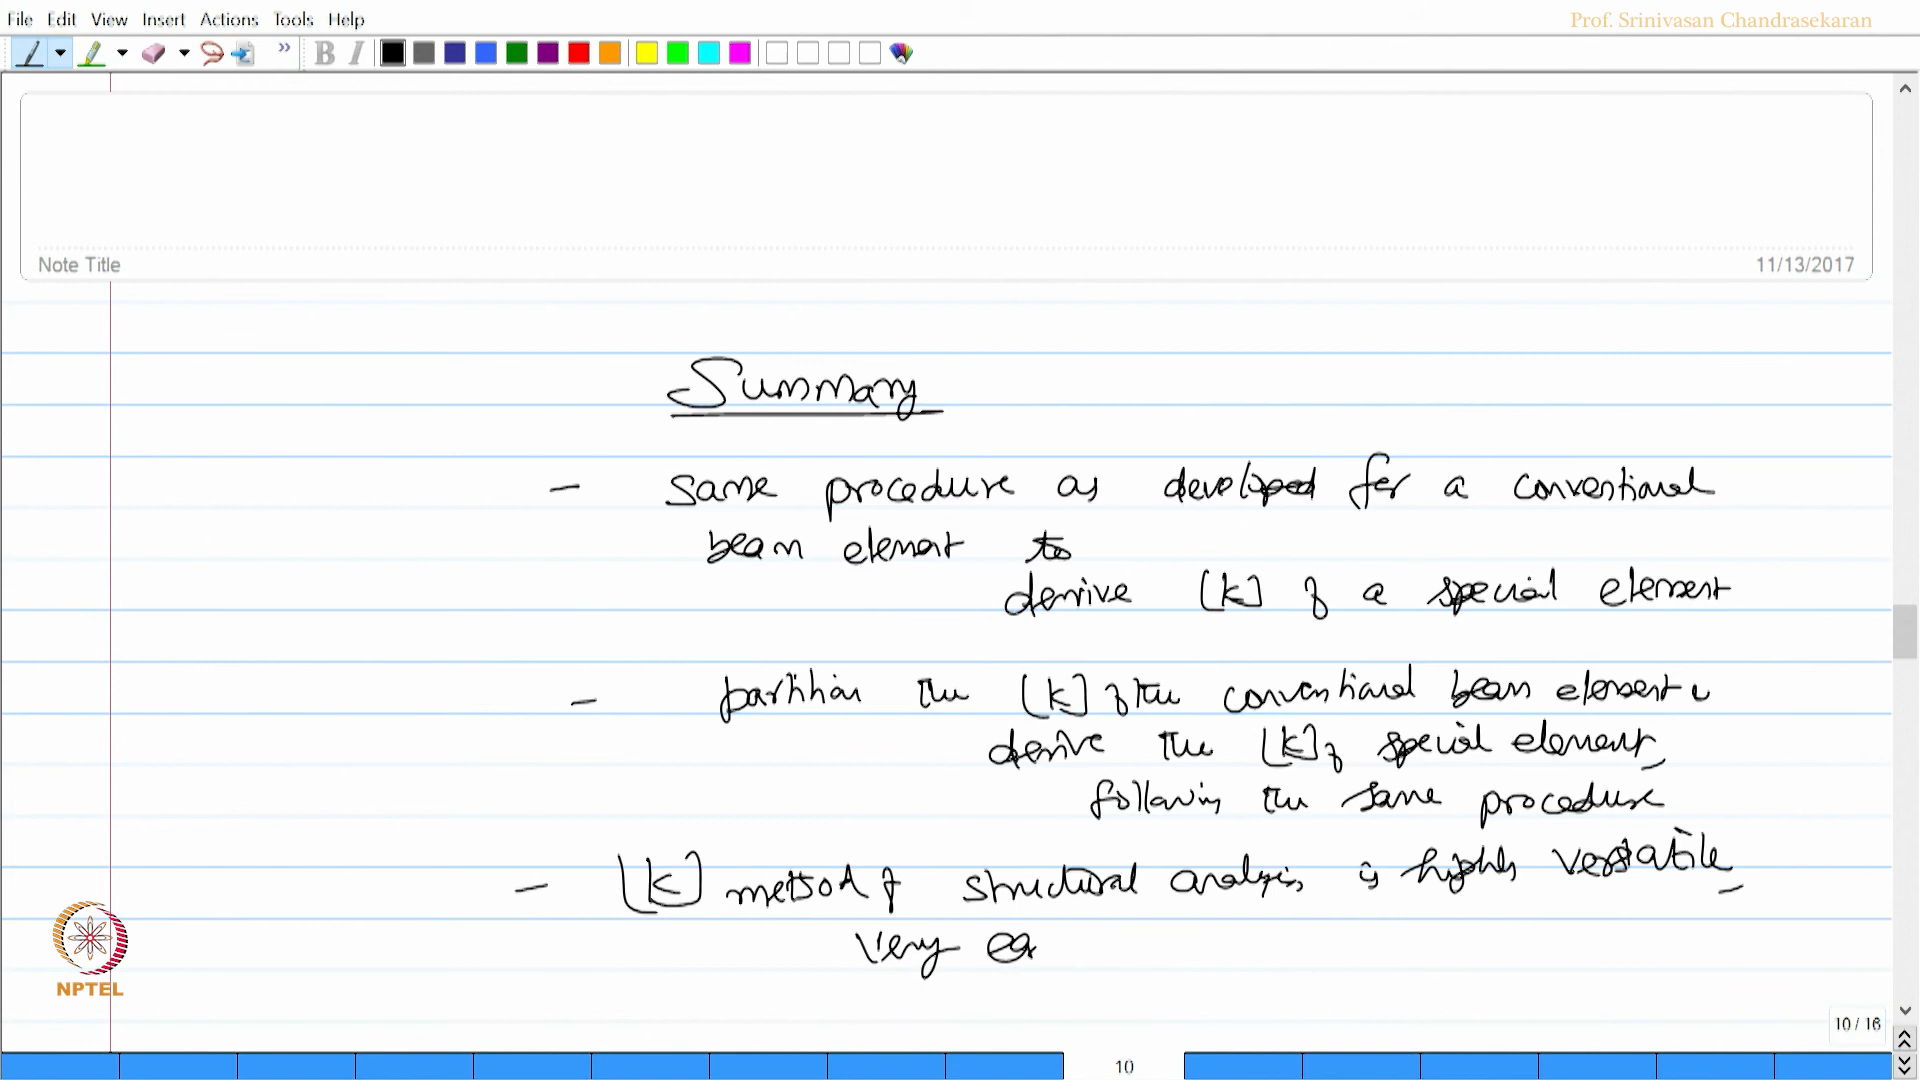 File Edit View Insert Actions Tools Help
Prof. Srinivasan Chandrasekaran
B I
Note Title
11/13/2017
Summary
- same procedure as developed for a conventional
beam element to
derive [k] of a special element
- partition the [k] of the conventional beam element &
derive the [k] of special element,
following the same procedure
- [k] method of structural analysis is highly versatile,
very ea
NPTEL
10 / 16
10